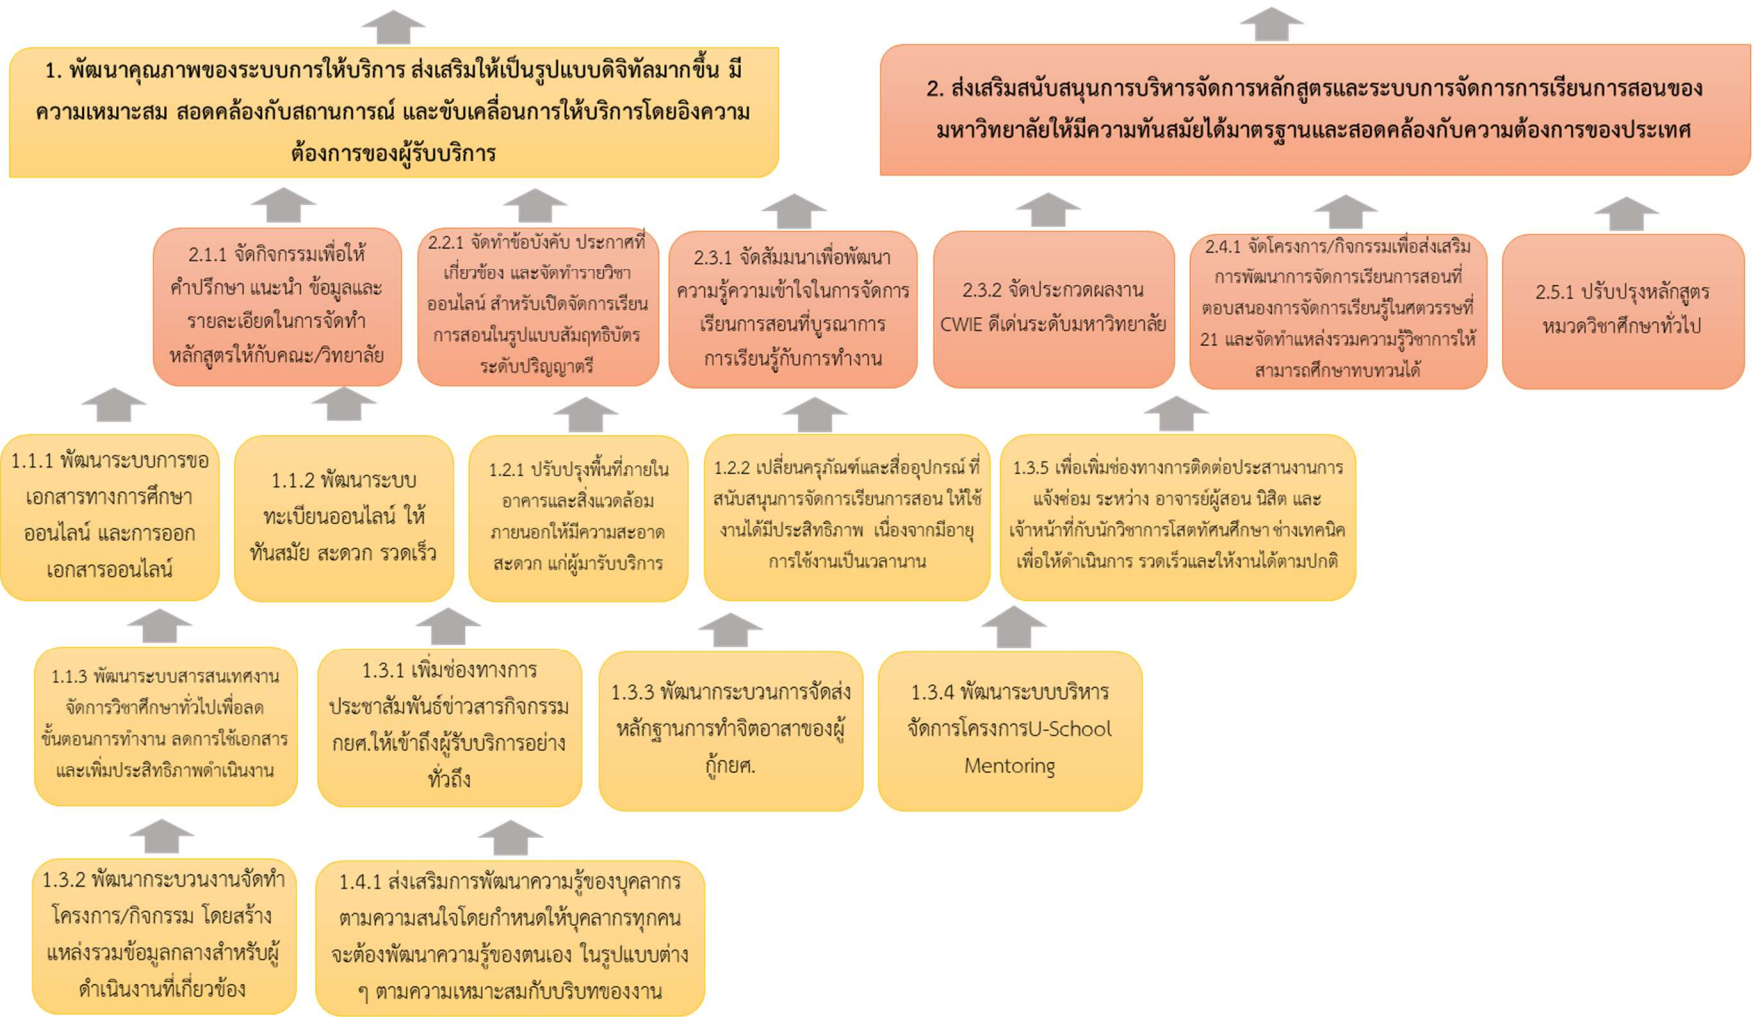 1. พัฒนาคุณภาพของระบบการให้บริการ ส่งเสริมให้เป็นรูปแบบดิจิทัลมากขึ้น มี
ความเหมาะสม สอดคล้องกับสถานการณ์ และขับเคลื่อนการให้บริการโดยอิงความ
ต้องการของผู้รับบริการ
2. ส่งเสริมสนับสนุนการบริหารจัดการหลักสูตรและระบบการจัดการการเรียนการสอนของ
มหาวิทยาลัยให้มีความทันสมัยได้มาตรฐานและสอดคล้องกับความต้องการของประเทศ
2.1.1 จัดกิจกรรมเพื่อให้
คำปรึกษา แนะนำ ข้อมูลและ
รายละเอียดในการจัดทำ
หลักสูตรให้กับคณะ/วิทยาลัย
2.2.1 จัดทำข้อบังคับ ประกาศที่
เกี่ยวข้อง และจัดทำรายวิชา
ออนไลน์ สำหรับเปิดจัดการเรียน
การสอนในรูปแบบสัมฤทธิบัตร
ระดับปริญญาตรี
2.3.1 จัดสัมมนาเพื่อพัฒนา
ความรู้ความเข้าใจในการจัดการ
เรียนการสอนที่บูรณาการ
การเรียนรู้กับการทำงาน
2.3.2 จัดประกวดผลงาน
CWIE ดีเด่นระดับมหาวิทยาลัย
2.4.1 จัดโครงการ/กิจกรรมเพื่อส่งเสริม
การพัฒนาการจัดการเรียนการสอนที่
ตอบสนองการจัดการเรียนรู้ในศตวรรษที่
21 และจัดทำแหล่งรวมความรู้วิชาการให้
สามารถศึกษาทบทวนได้
2.5.1 ปรับปรุงหลักสูตร
หมวดวิชาศึกษาทั่วไป
1.1.1 พัฒนาระบบการขอ
เอกสารทางการศึกษา
ออนไลน์ และการออก
เอกสารออนไลน์
1.1.2 พัฒนาระบบ
ทะเบียนออนไลน์ ให้
ทันสมัย สะดวก รวดเร็ว
1.2.1 ปรับปรุงพื้นที่ภายใน
อาคารและสิ่งแวดล้อม
ภายนอกให้มีความสะอาด
สะดวก แก่ผู้มารับบริการ
1.2.2 เปลี่ยนครุภัณฑ์และสื่ออุปกรณ์ ที่
สนับสนุนการจัดการเรียนการสอน ให้ใช้
งานได้มีประสิทธิภาพ เนื่องจากมีอายุ
การใช้งานเป็นเวลานาน
1.3.5 เพื่อเพิ่มช่องทางการติดต่อประสานงานการ
แจ้งซ่อม ระหว่าง อาจารย์ผู้สอน นิสิต และ
เจ้าหน้าที่กับนักวิชาการโสตทัศนศึกษา ช่างเทคนิค
เพื่อให้ดำเนินการ รวดเร็วและให้งานได้ตามปกติ
1.1.3 พัฒนาระบบสารสนเทศงาน
จัดการวิชาศึกษาทั่วไปเพื่อลด
ขั้นตอนการทำงาน ลดการใช้เอกสาร
และเพิ่มประสิทธิภาพดำเนินงาน
1.3.1 เพิ่มช่องทางการ
ประชาสัมพันธ์ข่าวสารกิจกรรม
กยศ.ให้เข้าถึงผู้รับบริการอย่าง
ทั่วถึง
1.3.3 พัฒนากระบวนการจัดส่ง
หลักฐานการทำจิตอาสาของผู้
กู้กยศ.
1.3.4 พัฒนาระบบบริหาร
จัดการโครงการU-School
Mentoring
1.3.2 พัฒนากระบวนงานจัดทำ
โครงการ/กิจกรรม โดยสร้าง
แหล่งรวมข้อมูลกลางสำหรับผู้
ดำเนินงานที่เกี่ยวข้อง
1.4.1 ส่งเสริมการพัฒนาความรู้ของบุคลากร
ตามความสนใจโดยกำหนดให้บุคลากรทุกคน
จะต้องพัฒนาความรู้ของตนเอง ในรูปแบบต่าง
ๆ ตามความเหมาะสมกับบริบทของงาน